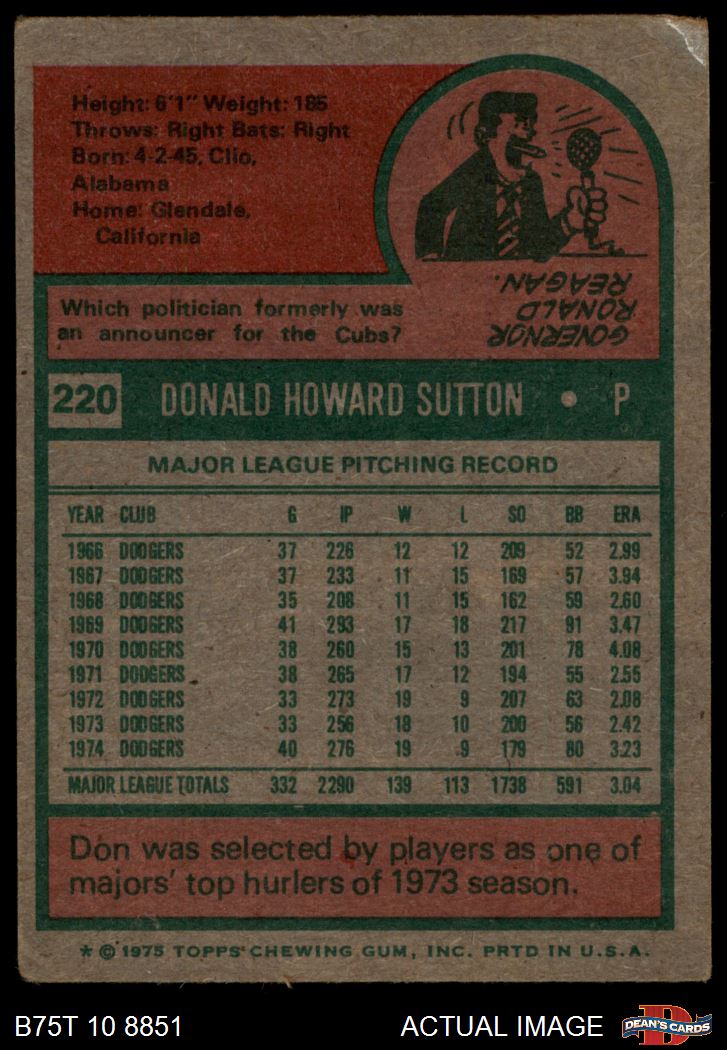 Height: 6'1" Weight: 185
Throws: Right Bats: Right
Born: 4-2-45, Clio,
Alabama
Home: Glendale,
California
Which politician formerly was
an announcer for the Cubs?
GOVERNOR
RONALD
REAGAN.
220 DONALD HOWARD SUTTON • P
MAJOR LEAGUE PITCHING RECORD
YEAR CLUB G IP W L SO BB ERA
1966 DODGERS 37 226 12 12 209 52 2.99
1967 DODGERS 37 233 11 15 169 57 3.94
1968 DODGERS 35 208 11 15 162 59 2.60
1969 DODGERS 41 293 17 18 217 91 3.47
1970 DODGERS 38 260 15 13 201 78 4.08
1971 DODGERS 38 265 17 12 194 55 2.55
1972 DODGERS 33 273 19 9 207 63 2.08
1973 DODGERS 33 256 18 10 200 56 2.42
1974 DODGERS 40 276 19 9 179 80 3.23
MAJOR LEAGUE TOTALS 332 2290 139 113 1738 591 3.04
Don was selected by players as one of
majors' top hurlers of 1973 season.
* © 1975 TOPPS CHEWING GUM, INC. PRTD IN U.S.A.
B75T 10 8851 ACTUAL IMAGE
D
DEAN'S CARDS